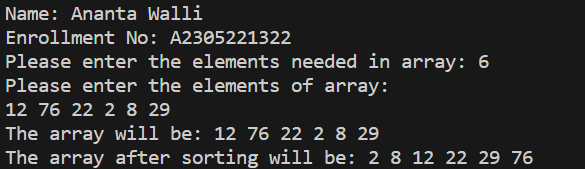 Name: Ananta Walli
Enrollment No: A2305221322
Please enter the elements needed in array: 6
Please enter the elements of array:
12 76 22 2 8 29
The array will be: 12 76 22 2 8 29
The array after sorting will be: 2 8 12 22 29 76